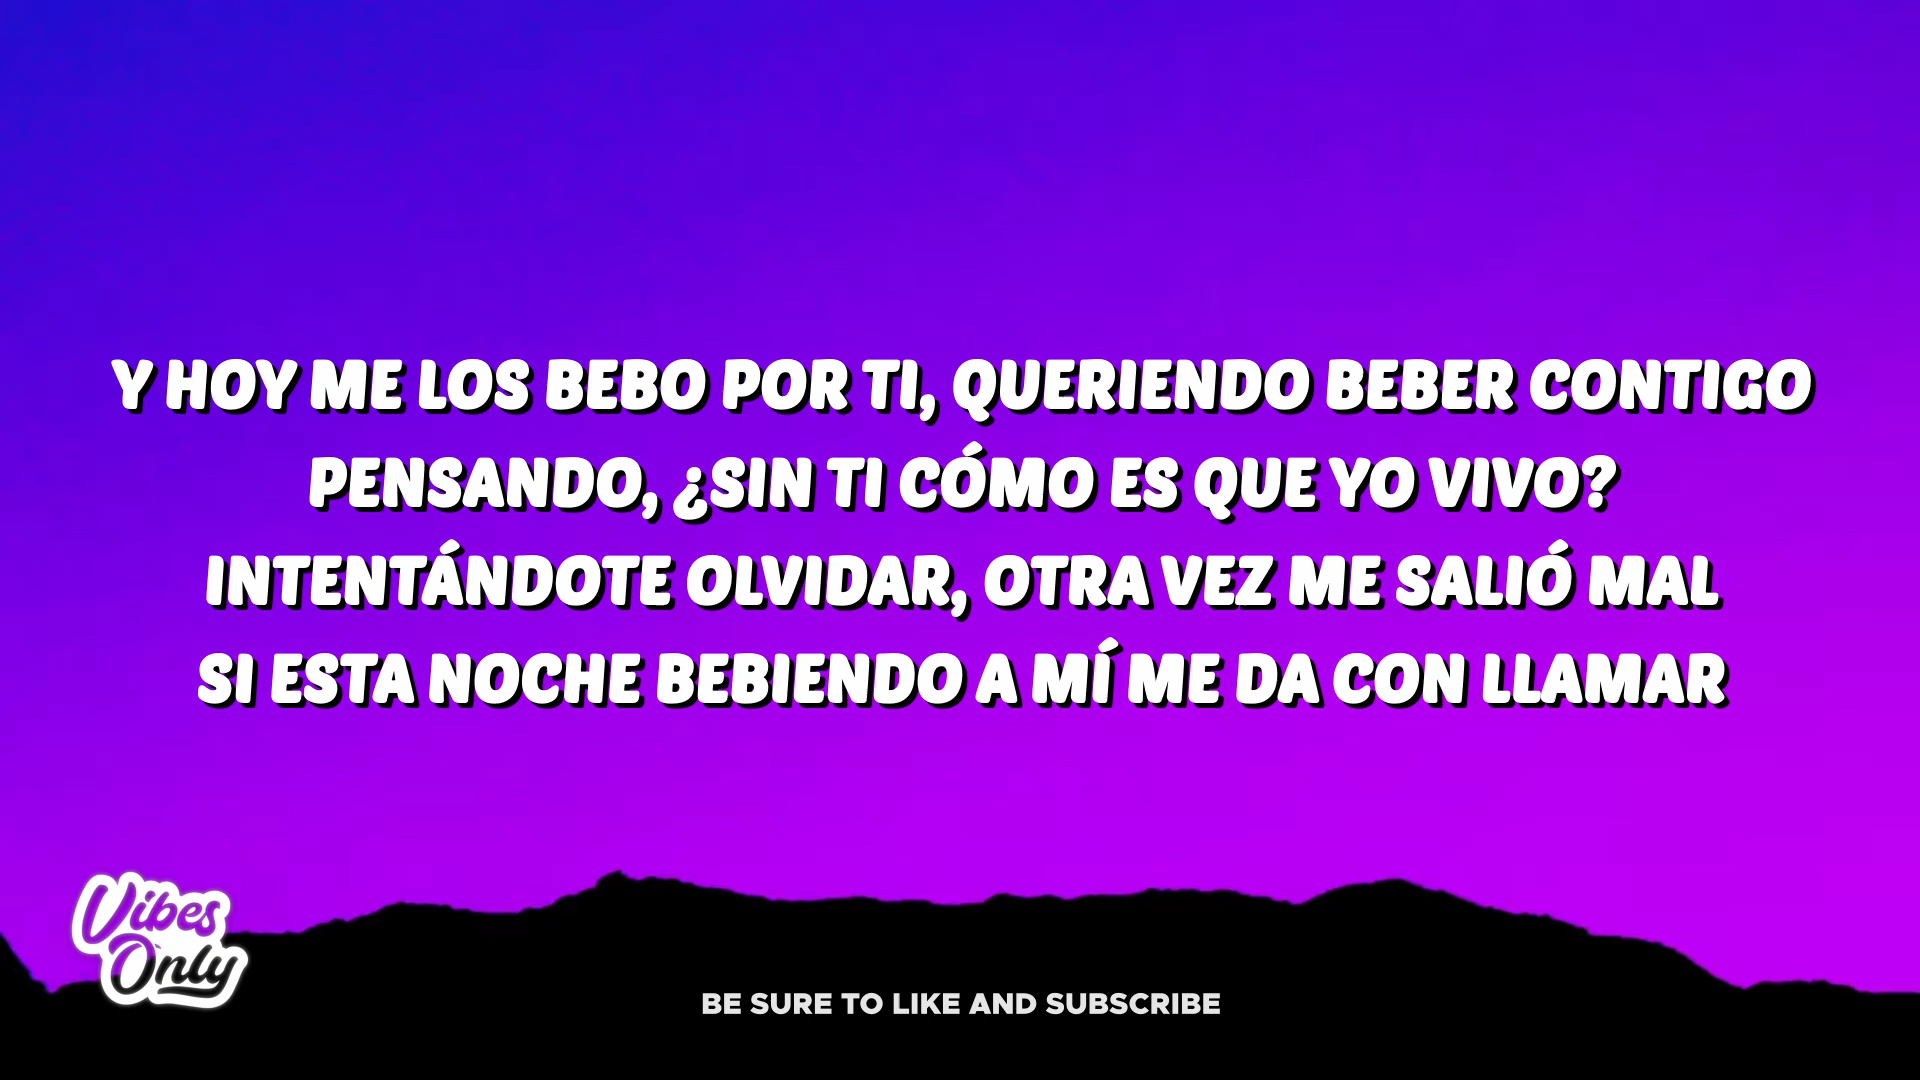 Y HOY ME LOS BEBO POR TI, QUERIENDO BEBER CONTIGO
PENSANDO, ¿SIN TI CÓMO ES QUE YO VIVO?
INTENTÁNDOTE OLVIDAR, OTRA VEZ ME SALIÓ MAL
SI ESTA NOCHE BEBIENDO A MÍ ME DA CON LLAMAR
Vibes
Only
BE SURE TO LIKE AND SUBSCRIBE